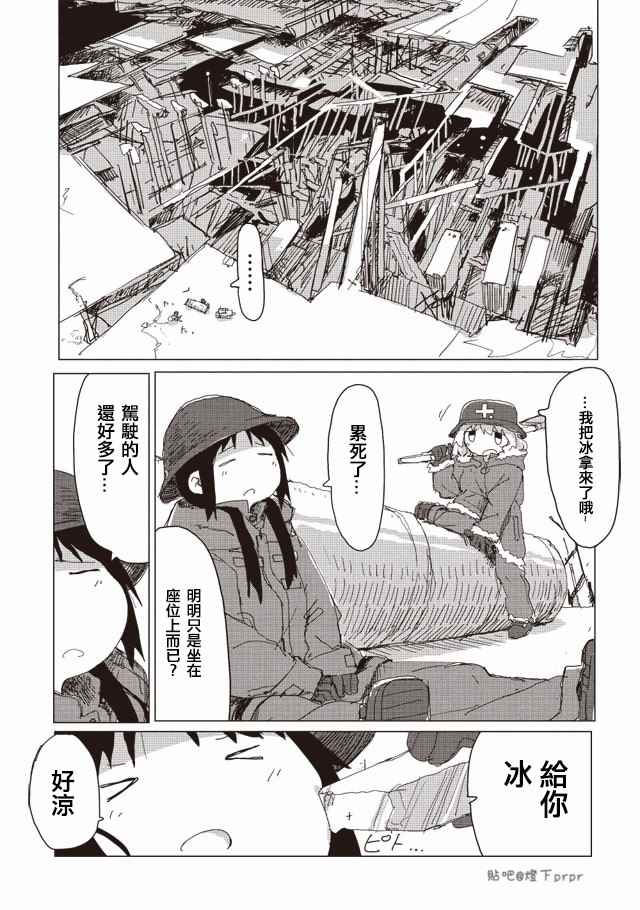 ……
…我把冰拿來了哦~
累死了…
明明只是坐在
座位上而已？
駕駛的人
還好多了…
給你
冰
ピト…
好涼
貼吧@燈下prpr